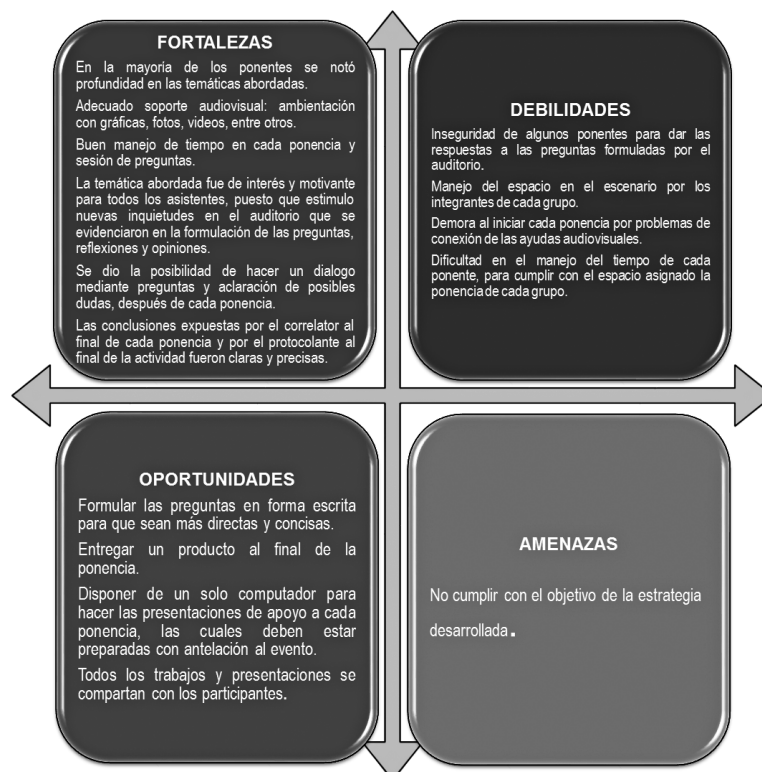 FORTALEZAS
En la mayoría de los ponentes se notó
profundidad en las temáticas abordadas.
Adecuado soporte audiovisual: ambientación
con gráficas, fotos, videos, entre otros.
Buen manejo de tiempo en cada ponencia y
sesión de preguntas.
La temática abordada fue de interés y motivante
para todos los asistentes, puesto que estimulo
nuevas inquietudes en el auditorio que se
evidenciaron en la formulación de las preguntas,
reflexiones y opiniones.
Se dio la posibilidad de hacer un dialogo
mediante preguntas y aclaración de posibles
dudas, después de cada ponencia.
Las conclusiones expuestas por el correlator al
final de cada ponencia y por el protocolante al
final de la actividad fueron claras y precisas.
DEBILIDADES
Inseguridad de algunos ponentes para dar las
respuestas a las preguntas formuladas por el
auditorio.
Manejo del espacio en el escenario por los
integrantes de cada grupo.
Demora al iniciar cada ponencia por problemas de
conexión de las ayudas audiovisuales.
Dificultad en el manejo del tiempo de cada
ponente, para cumplir con el espacio asignado la
ponencia de cada grupo.
OPORTUNIDADES
Formular las preguntas en forma escrita
para que sean más directas y concisas.
Entregar un producto al final de la
ponencia.
Disponer de un solo computador para
hacer las presentaciones de apoyo a cada
ponencia, las cuales deben estar
preparadas con antelación al evento.
Todos los trabajos y presentaciones se
compartan con los participantes.
AMENAZAS
No cumplir con el objetivo de la estrategia
desarrollada.